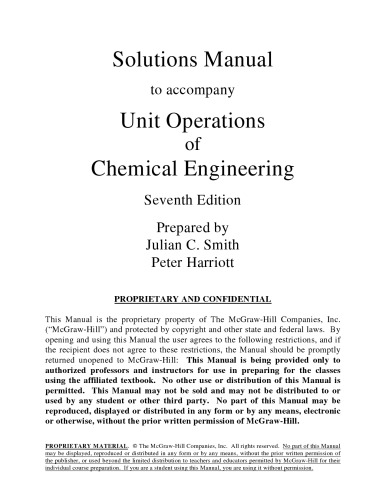 Solutions Manual
to accompany
Unit Operations
of
Chemical Engineering
Seventh Edition
Prepared by
Julian C. Smith
Peter Harriott
PROPRIETARY AND CONFIDENTIAL
This Manual is the proprietary property of The McGraw-Hill Companies, Inc.
(“McGraw-Hill”) and protected by copyright and other state and federal laws. By
opening and using this Manual the user agrees to the following restrictions, and if
the recipient does not agree to these restrictions, the Manual should be promptly
returned unopened to McGraw-Hill: This Manual is being provided only to
authorized professors and instructors for use in preparing for the classes
using the affiliated textbook. No other use or distribution of this Manual is
permitted. This Manual may not be sold and may not be distributed to or
used by any student or other third party. No part of this Manual may be
reproduced, displayed or distributed in any form or by any means, electronic
or otherwise, without the prior written permission of McGraw-Hill.
PROPRIETARY MATERIAL. © The McGraw-Hill Companies, Inc. All rights reserved. No part of this Manual
may be displayed, reproduced or distributed in any form or by any means, without the prior written permission of
the publisher, or used beyond the limited distribution to teachers and educators permitted by McGraw-Hill for their
individual course preparation. If you are a student using this Manual, you are using it without permission.